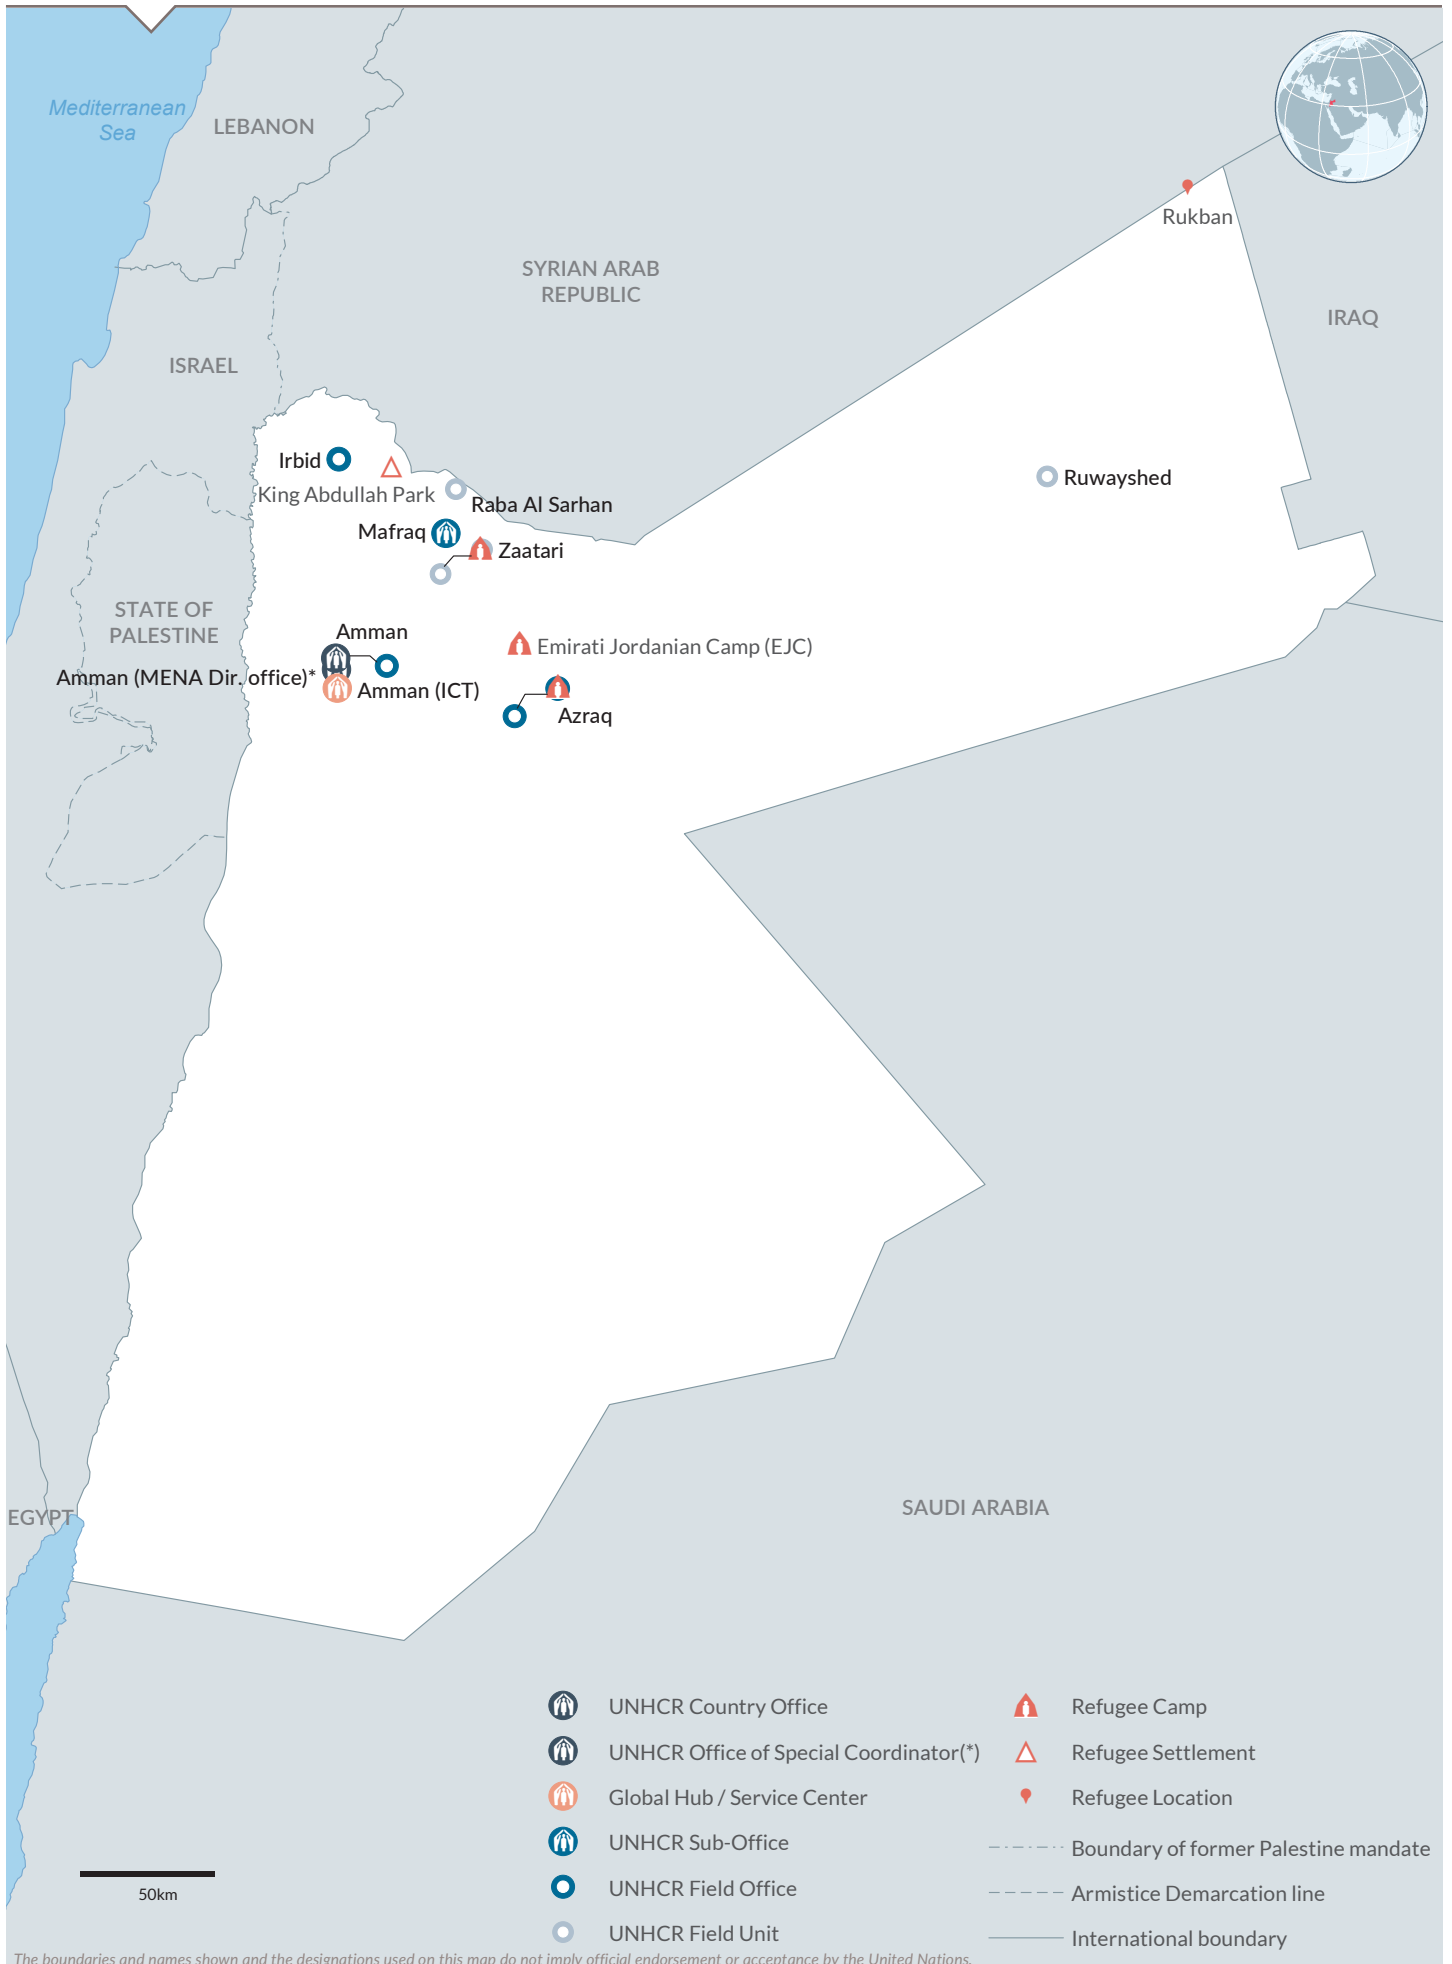 Mediterranean
Sea
LEBANON
Rukban
SYRIAN ARAB
REPUBLIC
IRAQ
ISRAEL
Irbid
King Abdullah Park
Ruwayshed
Raba Al Sarhan
Mafraq
Zaatari
STATE OF
PALESTINE
Amman
Emirati Jordanian Camp (EJC)
Amman (MENA Dir. office)*
Amman (ICT)
Azraq
EGYPT
SAUDI ARABIA
UNHCR Country Office
UNHCR Office of Special Coordinator(*)
Global Hub / Service Center
UNHCR Sub-Office
UNHCR Field Office
UNHCR Field Unit
Refugee Camp
Refugee Settlement
Refugee Location
Boundary of former Palestine mandate
Armistice Demarcation line
International boundary
50km
The boundaries and names shown and the designations used on this map do not imply official endorsement or acceptance by the United Nations.